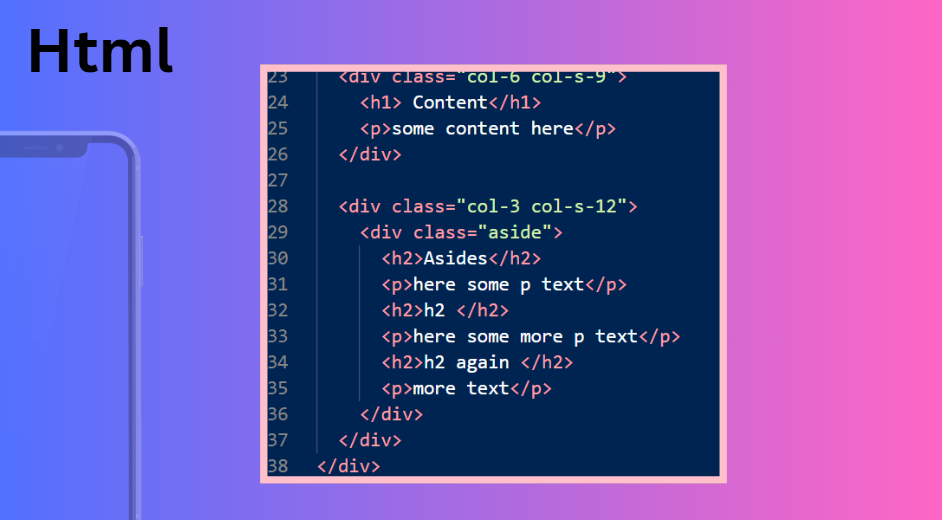 Html
23 <div class="col-6 col-s-9">
24 <h1> Content</h1>
25 <p>some content here</p>
26 </div>
27
28 <div class="col-3 col-s-12">
29 <div class="aside">
30 <h2>Asides</h2>
31 <p>here some p text</p>
32 <h2>h2 </h2>
33 <p>here some more p text</p>
34 <h2>h2 again </h2>
35 <p>more text</p>
36 </div>
37 </div>
38 </div>